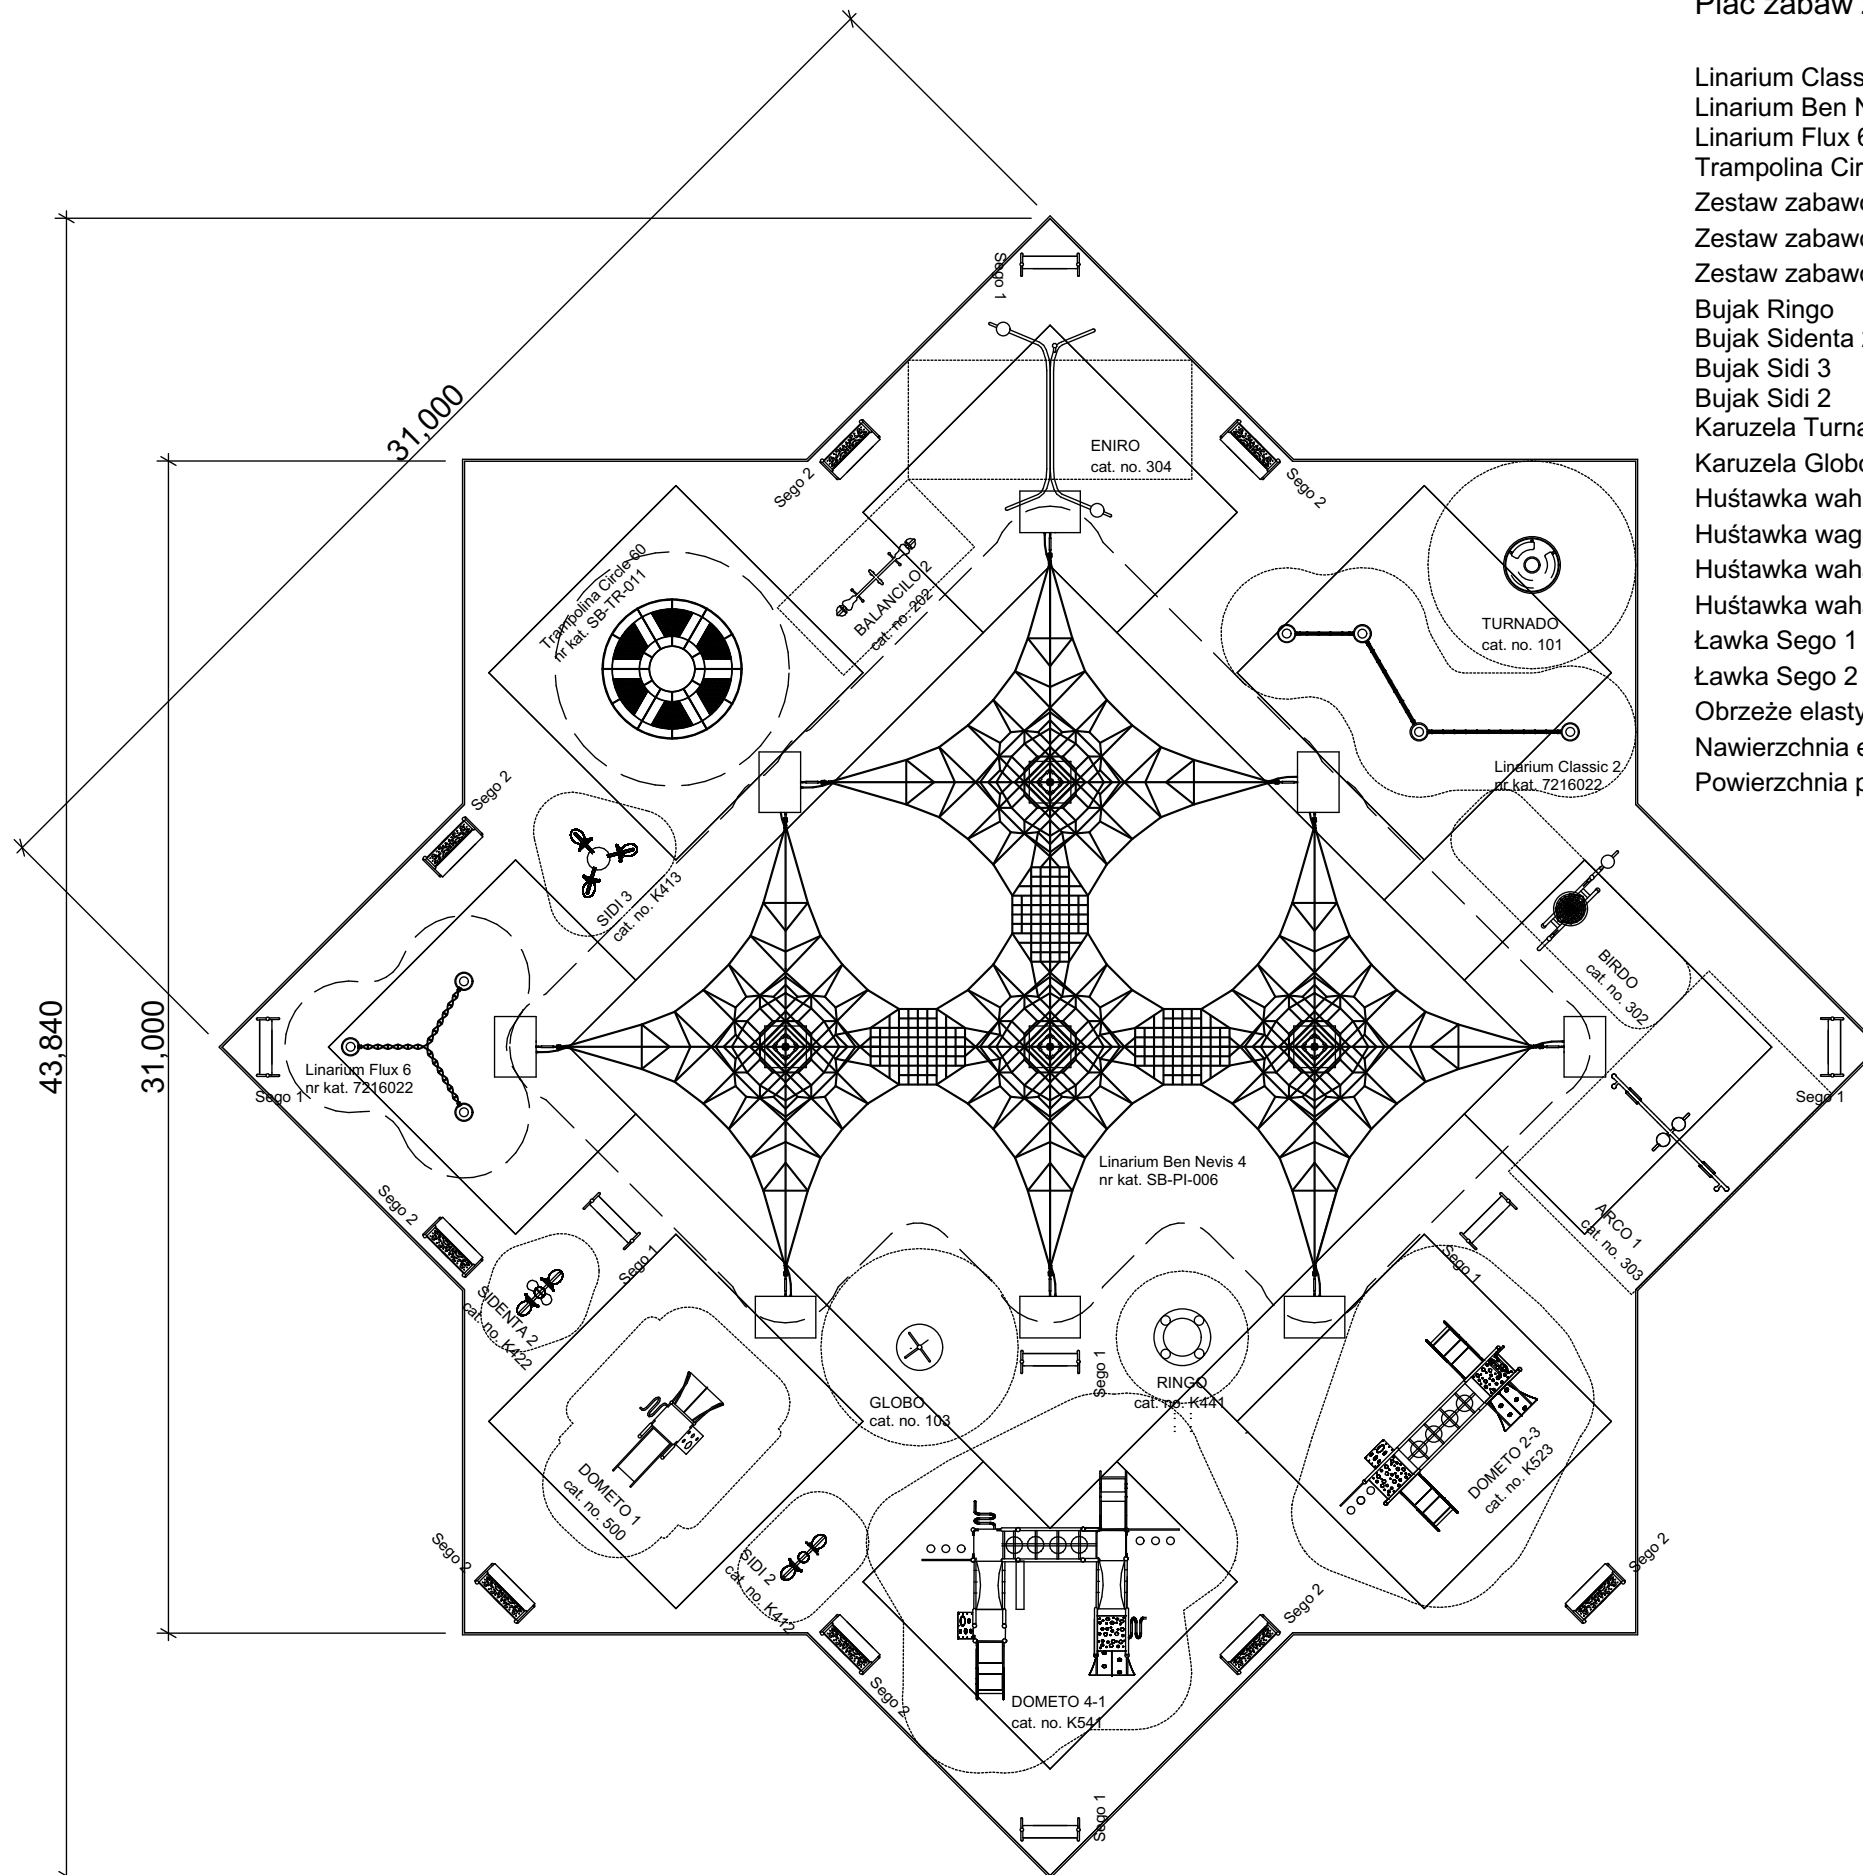 Plac zabaw
Linarium Class
Linarium Ben N
Linarium Flux 6
Trampolina Cir
Zestaw zabawo
Zestaw zabawo
Zestaw zabawo
Bujak Ringo
Bujak Sidenta 2
Bujak Sidi 3
Bujak Sidi 2
Karuzela Turna
Karuzela Globo
Huśtawka wah
Huśtawka wag
Huśtawka waha
Huśtawka waha
Ławka Sego 1
Ławka Sego 2
Obrzeże elasty
Nawierzchnia e
Powierzchnia p
31,000
43,840
31,000
Sego 1
ENIRO
cat. no. 304
Sego 2
Sego 2
Trampolina Circle 60
nr kat. SB-TR-011
BALANCILO 2
cat. no. 202
TURNADO
cat. no. 101
Linarium Classic 2
nr kat. 7216022
Sego 2
SIDI 3
cat. no. K413
BIRDO
cat. no. 302
Linarium Flux 6
nr kat. 7216022
Sego 1
Sego 1
Linarium Ben Nevis 4
nr kat. SB-PI-006
ARCO 1
cat. no. 303
Sego 2
Sego 1
Sego 1
SIDENTA 2
cat. no. K422
GLOBO
cat. no. 103
Sego 1
RINGO
cat. no. K441
DOMETO 1
cat. no. 500
DOMETO 2-3
cat. no. K523
Sego 2
SIDI 2
cat. no. K412
Sego 2
Sego 2
Sego 2
DOMETO 4-1
cat. no. K541
Sego 1